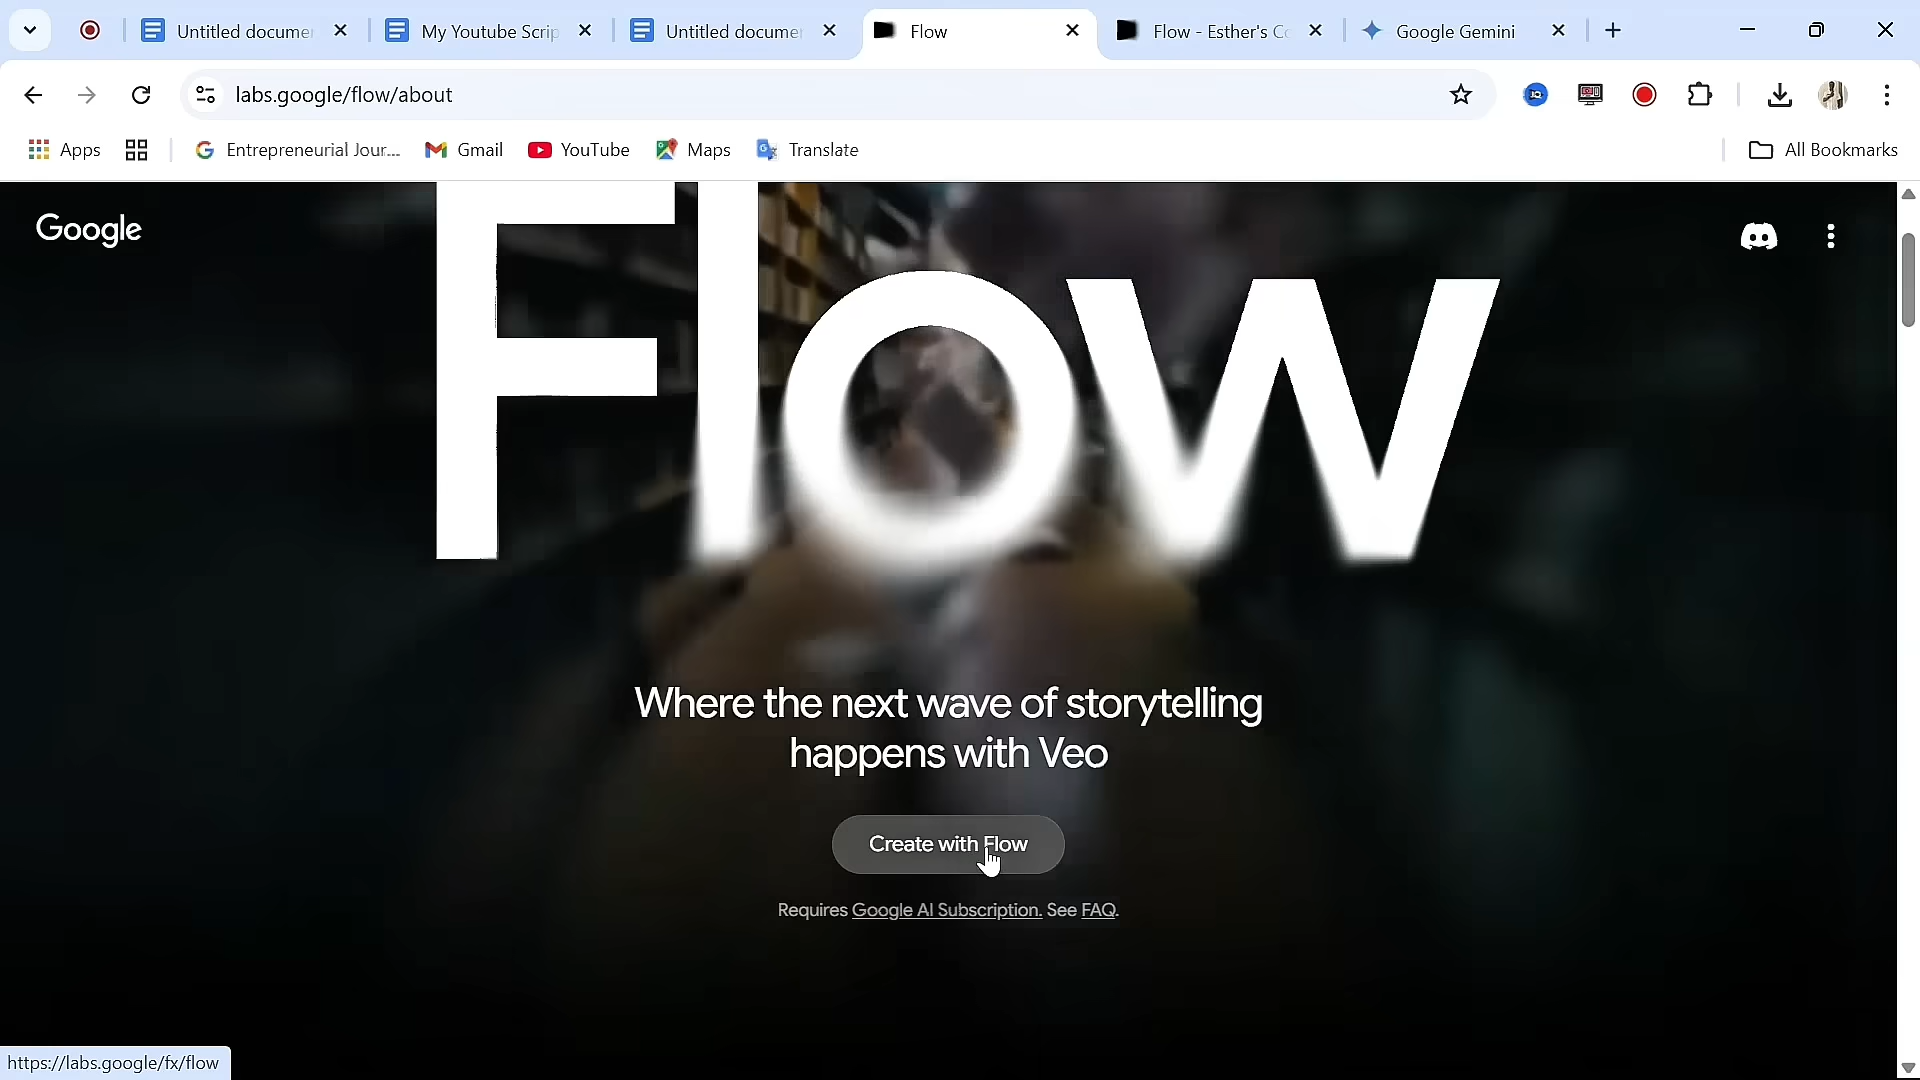 Untitled docume
My Youtube Scrip
Untitled docume
Flow
Flow - Esther's Co
Google Gemini
labs.google/flow/about
Apps
Entrepreneurial Jour...
Gmail
YouTube
Maps
Translate
All Bookmarks
Google
Flow
Where the next wave of storytelling
happens with Veo
Create with Flow
Requires Google AI Subscription. See FAQ.
https://labs.google/fx/flow